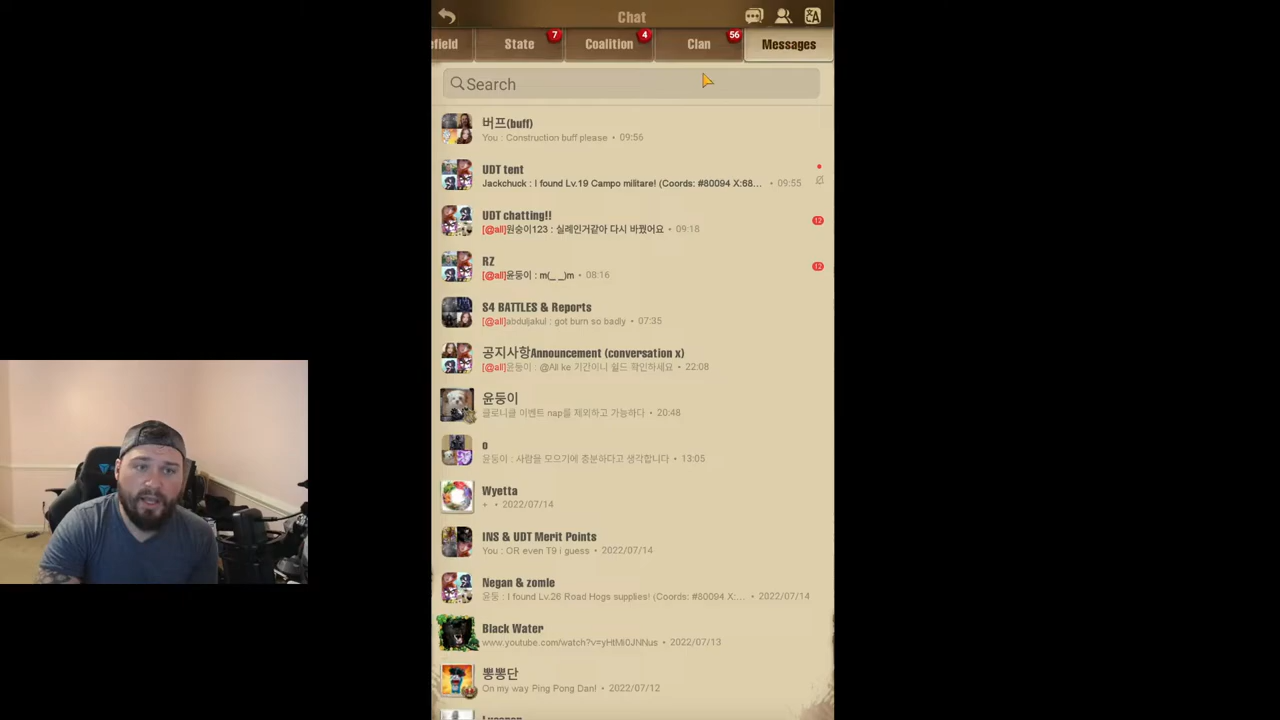 Chat
efield
State
7
Coalition
4
Clan
56
Messages
Search
버프(buff)
You : Construction buff please • 09:56
UDT tent
Jackchuck : I found Lv.19 Campo militare! (Coords: #80094 X:68... • 09:55
UDT chatting!!
[@all]원숭이123 : 실례인거같아 다시 바꿨어요 • 09:18
12
RZ
[@all]윤둥이 : m(_ _)m • 08:16
12
S4 BATTLES & Reports
[@all]abduljakul : got burn so badly • 07:35
공지사항Announcement (conversation x)
[@all]윤둥이 : @All ke 기간이니 쉴드 확인하세요 • 22:08
윤둥이
클로니클 이벤트 nap를 제외하고 가능하다 • 20:48
o
윤둥이 : 사람을 모으기에 충분하다고 생각합니다 • 13:05
Wyetta
+ • 2022/07/14
INS & UDT Merit Points
You : OR even T9 i guess • 2022/07/14
Negan & zomle
윤둥 : I found Lv.26 Road Hogs supplies! (Coords: #80094 X:... • 2022/07/14
Black Water
www.youtube.com/watch?v=yHtMi0JNNus • 2022/07/13
뽕뽕단
On my way Ping Pong Dan! • 2022/07/12